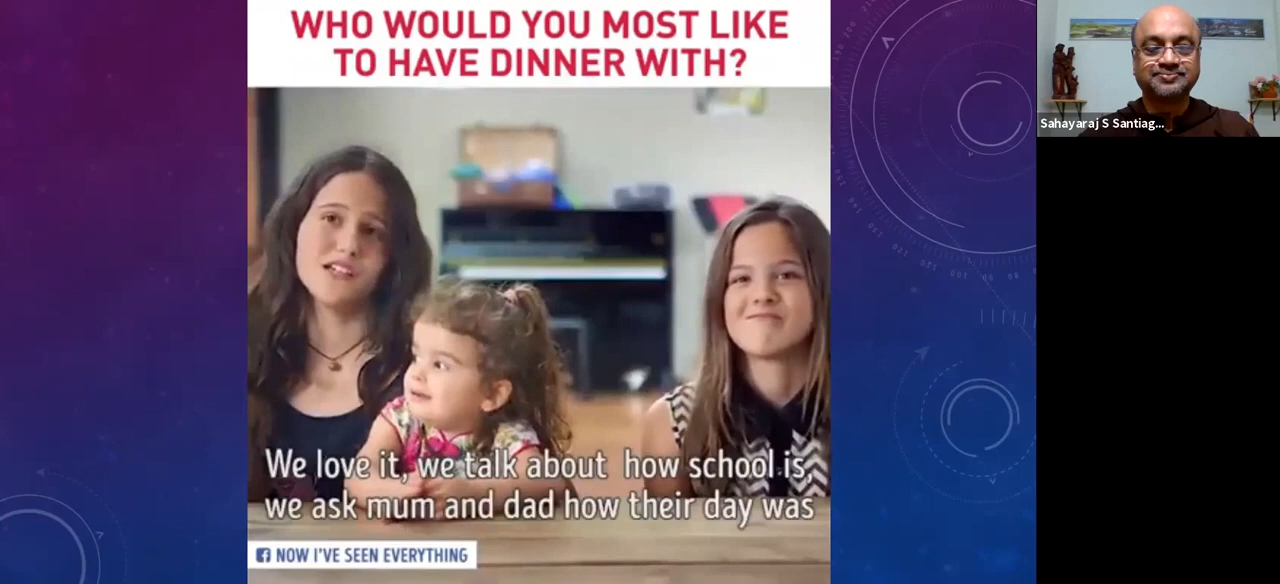 WHO WOULD YOU MOST LIKE
TO HAVE DINNER WITH?
Sahayaraj S Santiag...
We love it, we talk about how school is,
we ask mum and dad how their day was
NOW I'VE SEEN EVERYTHING